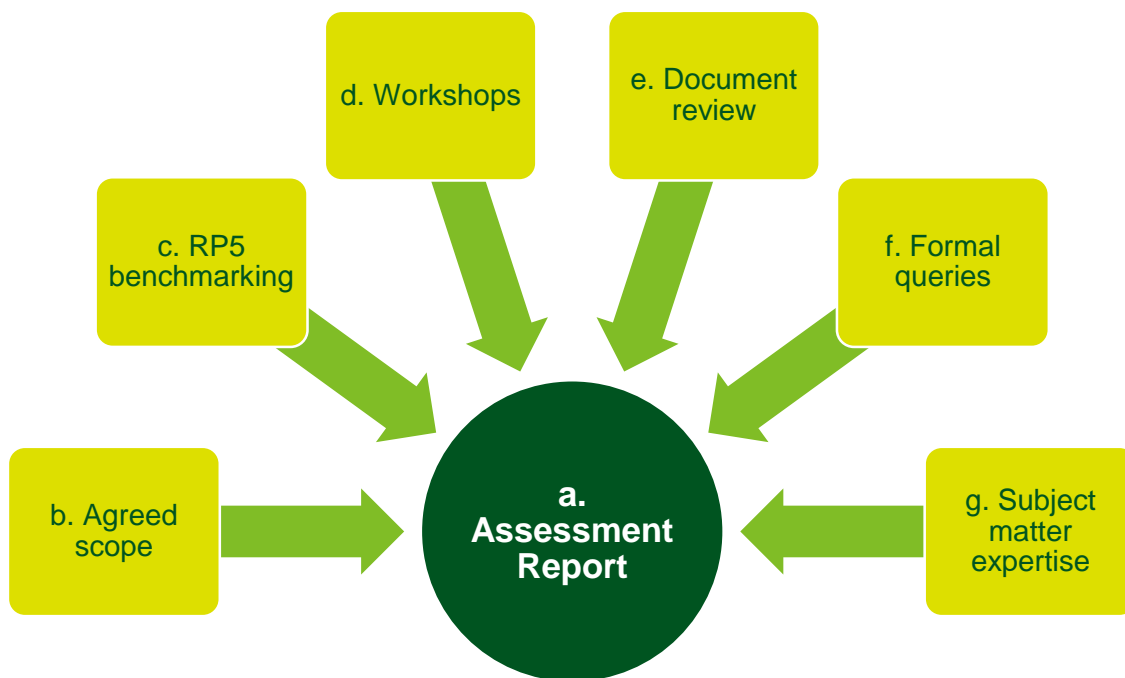 d. Workshops
e. Document
review
c. RP5
benchmarking
f. Formal
queries
b. Agreed
scope
a.
Assessment
Report
g. Subject
matter
expertise